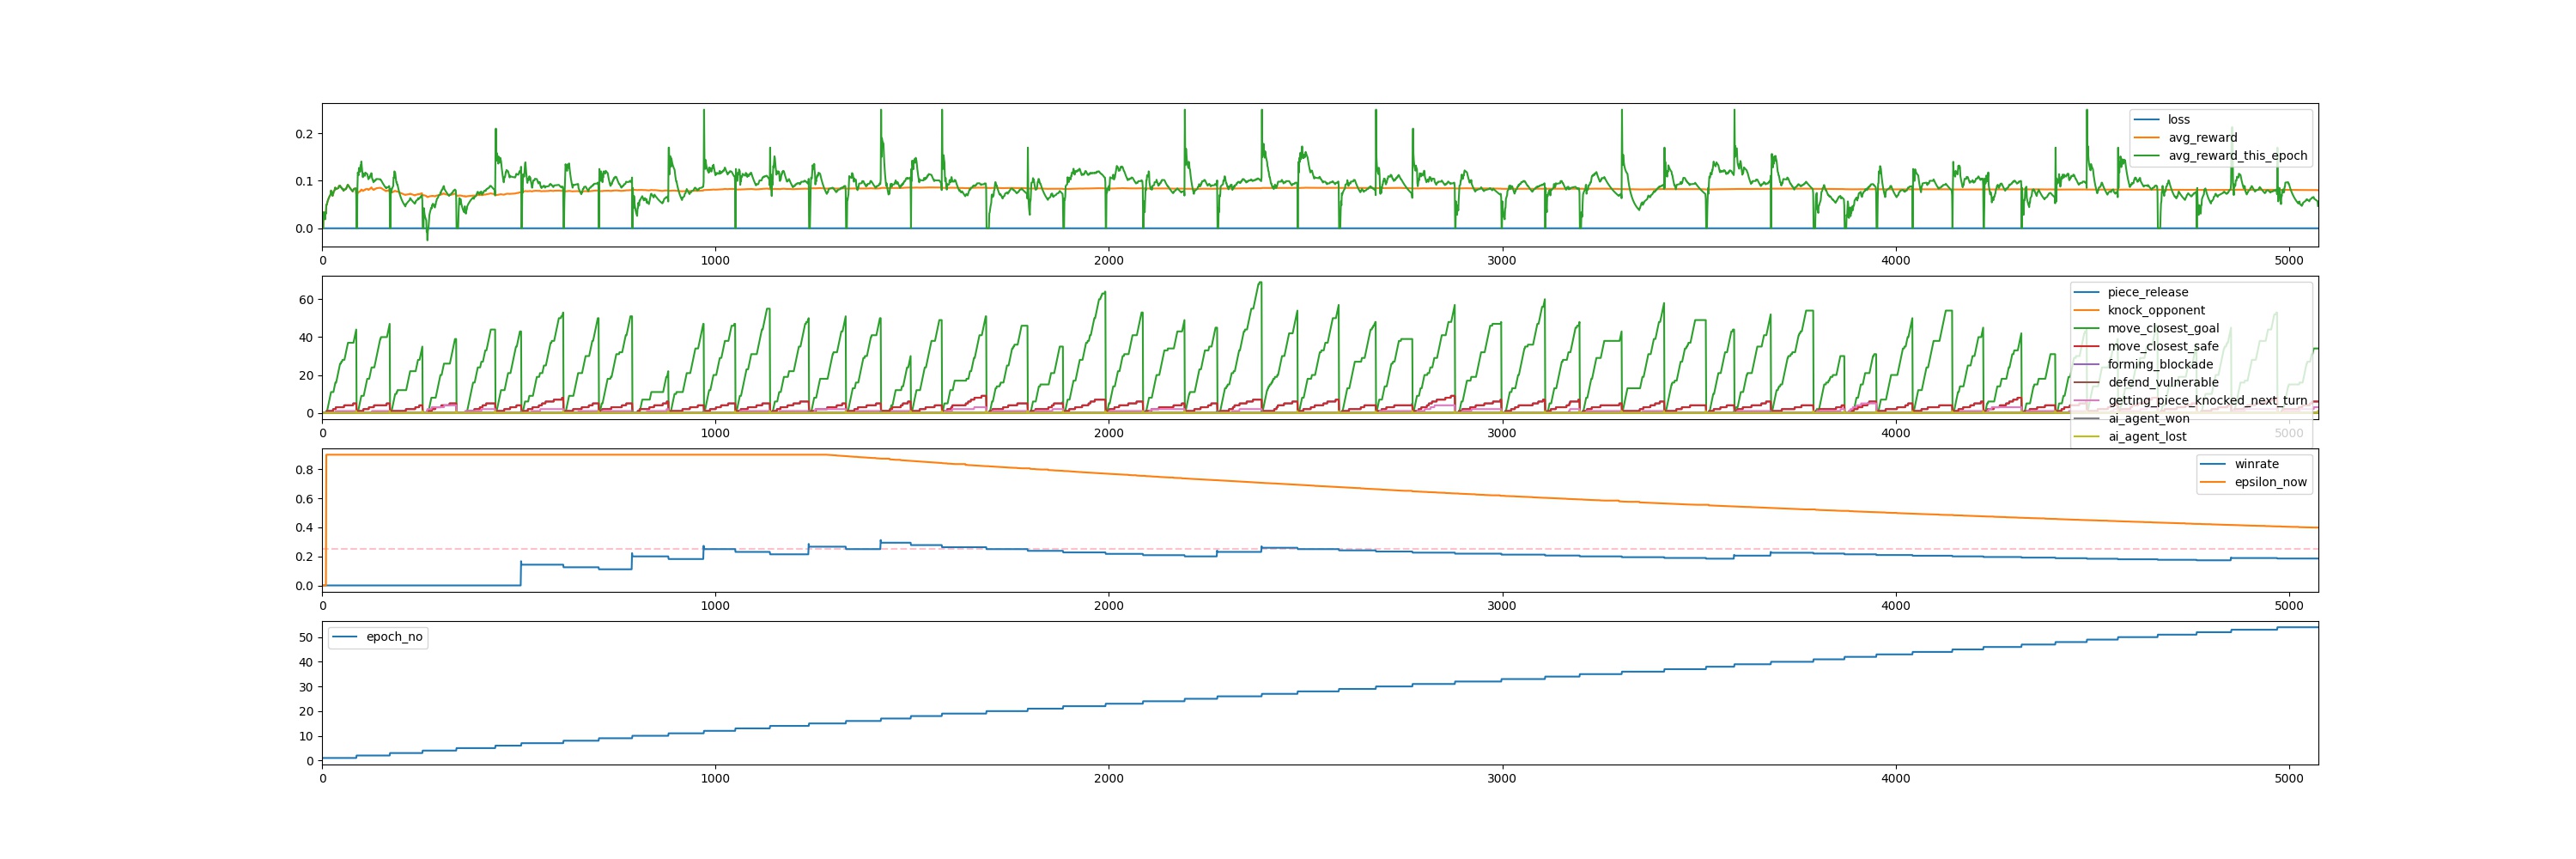 0.2
0.1
0.0
loss
avg_reward
avg_reward_this_epoch
0 1000 2000 3000 4000 5000
60
40
20
0
piece_release
knock_opponent
move_closest_goal
move_closest_safe
forming_blockade
defend_vulnerable
getting_piece_knocked_next_turn
ai_agent_won
ai_agent_lost
0 1000 2000 3000 4000 5000
0.8
0.6
0.4
0.2
0.0
winrate
epsilon_now
0 1000 2000 3000 4000 5000
50
40
30
20
10
0
epoch_no
0 1000 2000 3000 4000 5000